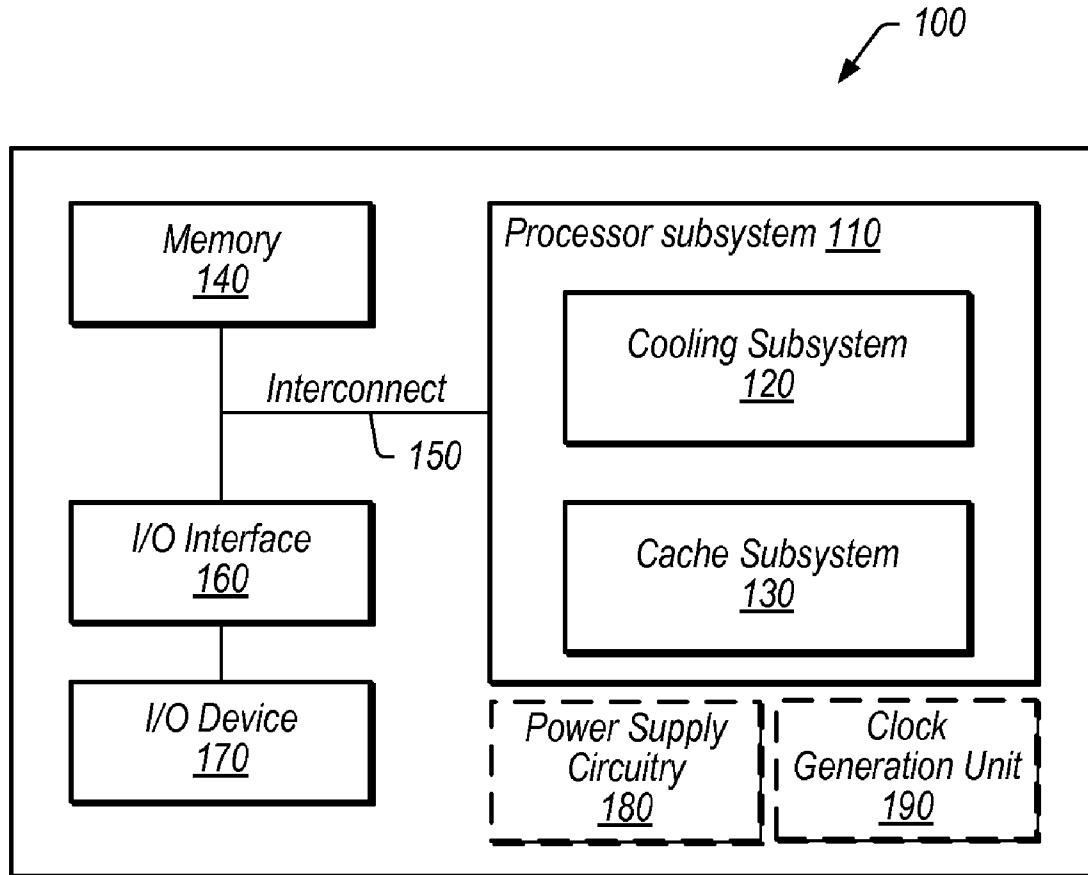 100
Memory
140
Processor subsystem 110
Cooling Subsystem
120
Interconnect
150
I/O Interface
160
Cache Subsystem
130
I/O Device
170
Power Supply
Circuitry
180
Clock
Generation Unit
190